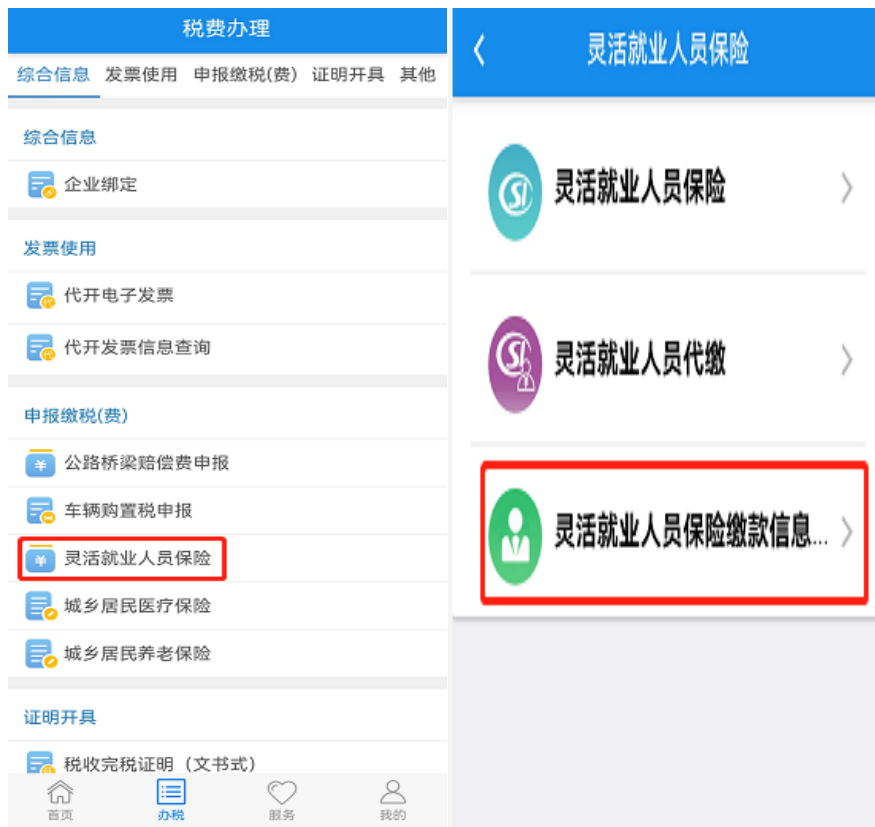 税费办理
综合信息 发票使用 申报缴税(费) 证明开具 其他
综合信息
企业绑定
发票使用
代开电子发票
代开发票信息查询
申报缴税(费)
公路桥梁赔偿费申报
车辆购置税申报
灵活就业人员保险
城乡居民医疗保险
城乡居民养老保险
证明开具
税收完税证明（文书式）
首页 办税 服务 我的
灵活就业人员保险
灵活就业人员保险
灵活就业人员代缴
灵活就业人员保险缴款信息...